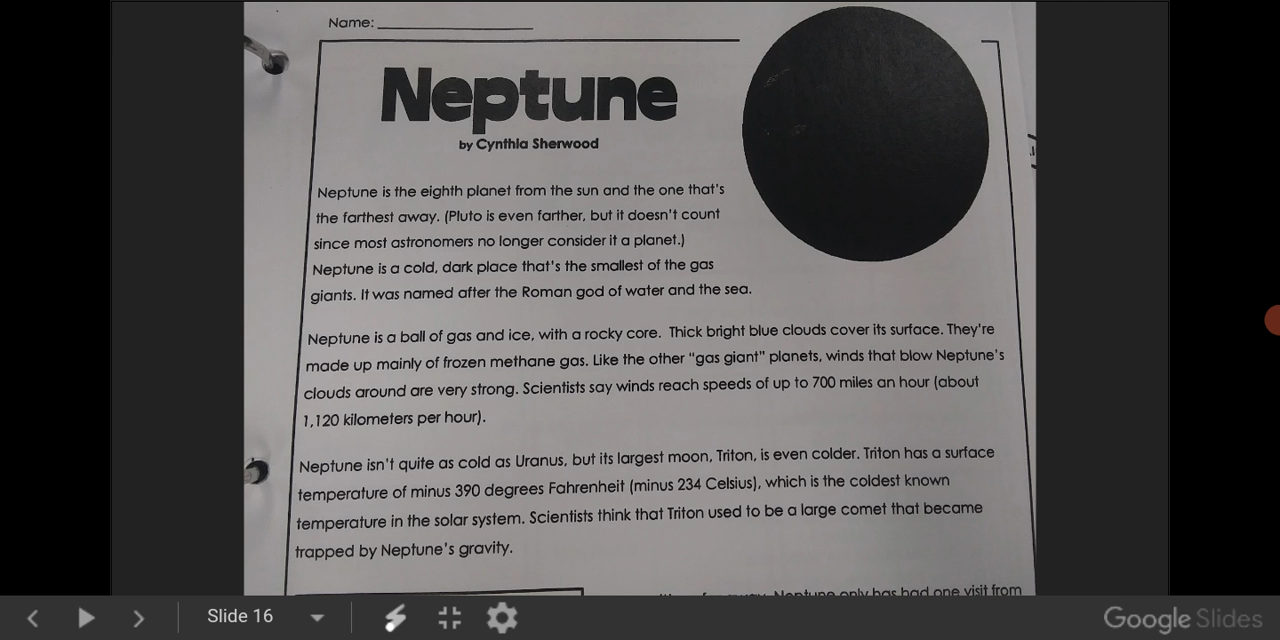 Name:
Neptune
by Cynthia Sherwood
Neptune is the eighth planet from the sun and the one that's
the farthest away. (Pluto is even farther, but it doesn't count
since most astronomers no longer consider it a planet.)
Neptune is a cold, dark place that's the smallest of the gas
giants. It was named after the Roman god of water and the sea.
Neptune is a ball of gas and ice, with a rocky core. Thick bright blue clouds cover its surface. They're
made up mainly of frozen methane gas. Like the other "gas giant" planets, winds that blow Neptune's
clouds around are very strong. Scientists say winds reach speeds of up to 700 miles an hour (about
1,120 kilometers per hour).
Neptune isn't quite as cold as Uranus, but its largest moon, Triton, is even colder. Triton has a surface
temperature of minus 390 degrees Fahrenheit (minus 234 Celsius), which is the coldest known
temperature in the solar system. Scientists think that Triton used to be a large comet that became
trapped by Neptune's gravity.
Neptune only has had one visit from
Slide 16
Google Slides